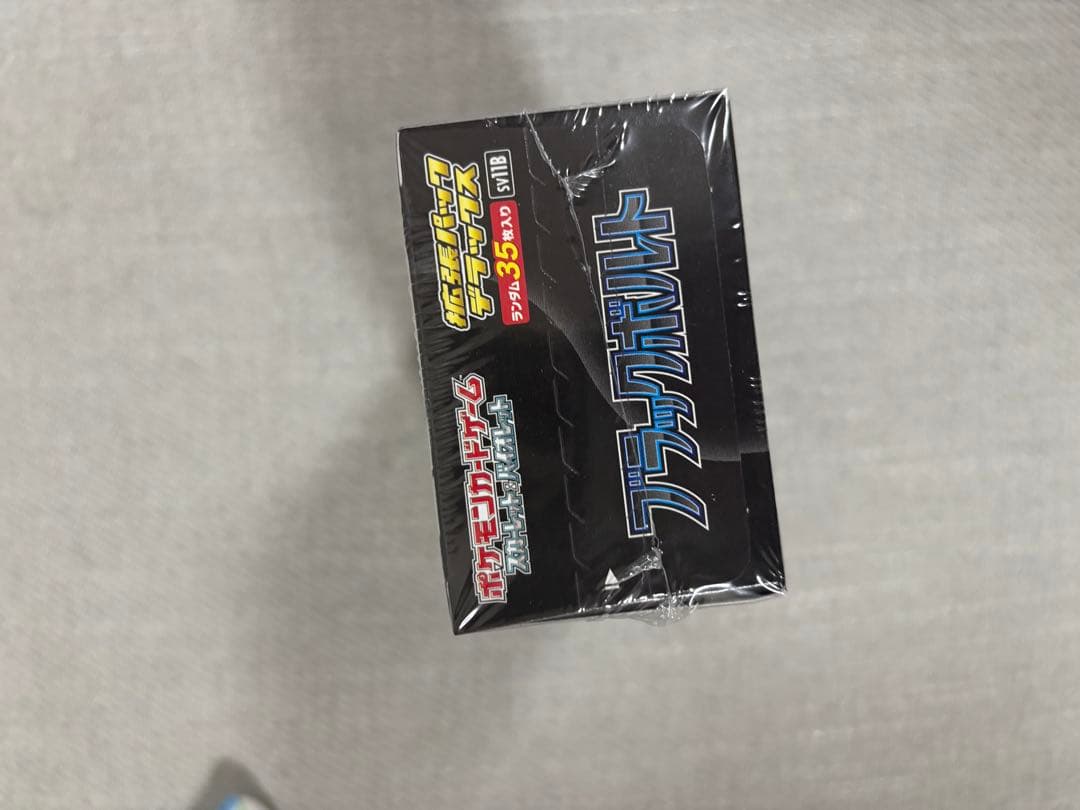 ポケモンカードゲーム
スカーレット&バイオレット
拡張パック
デラックス
ランダム35枚入り
SV11B
ブラックボルト